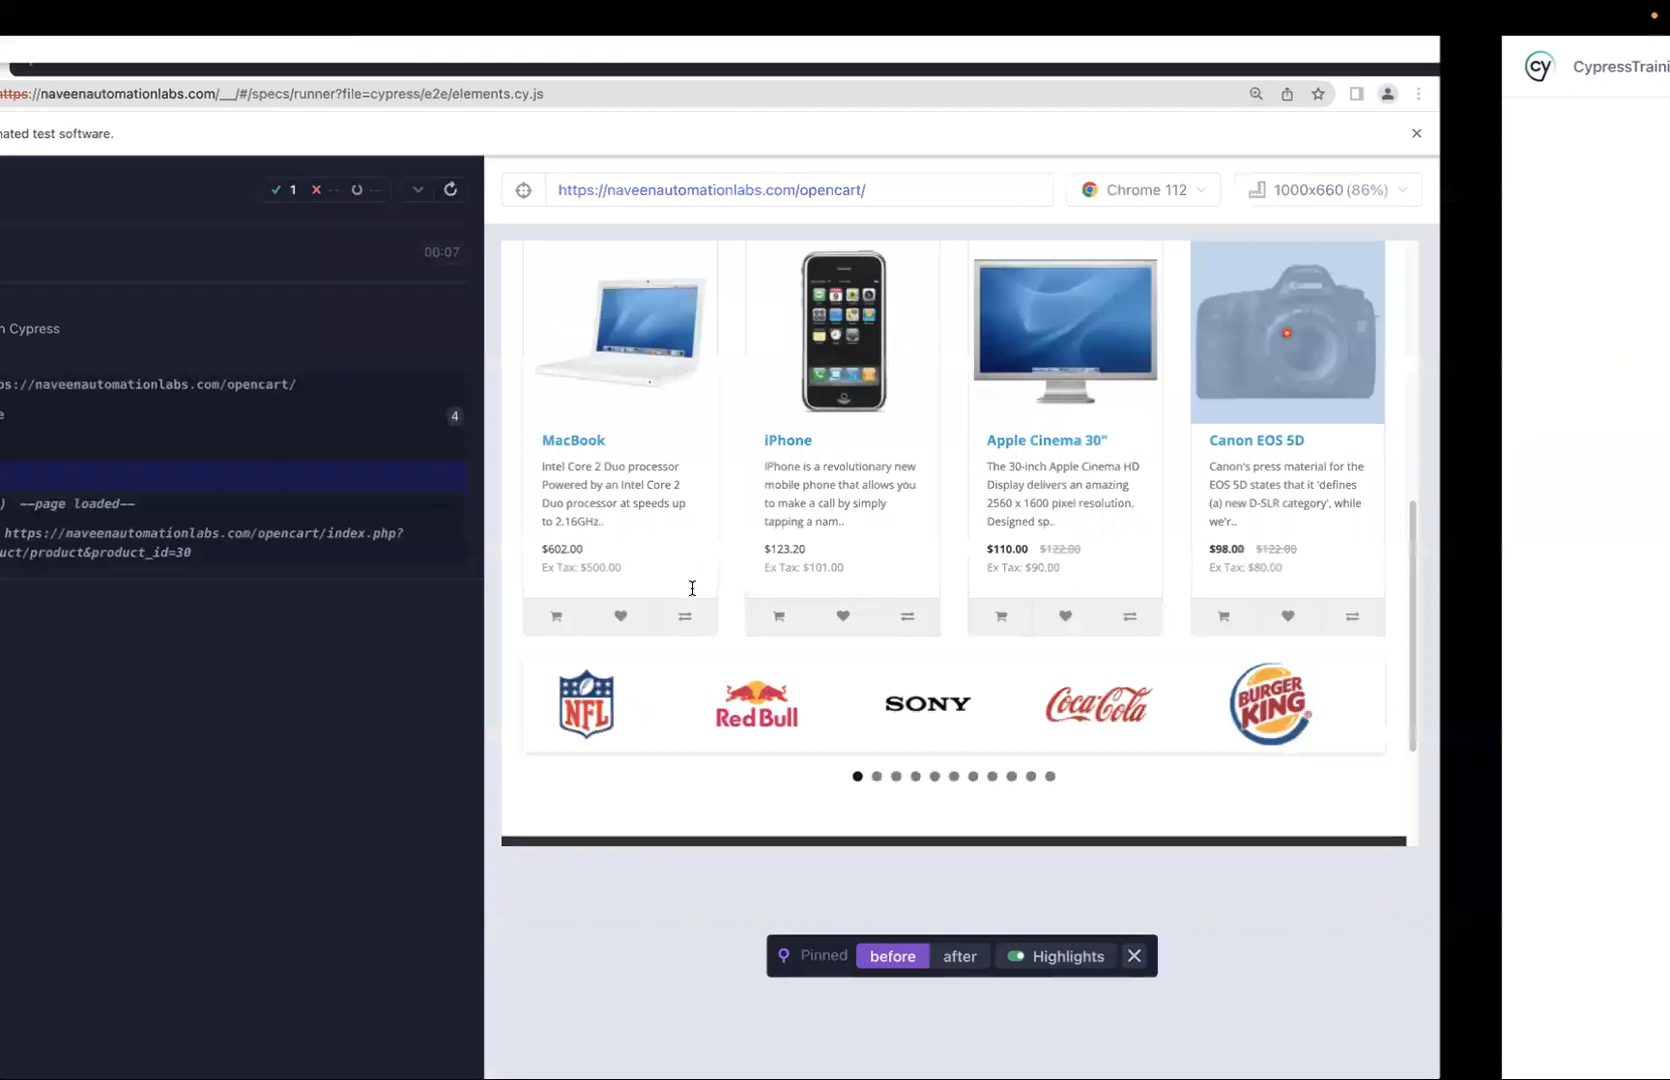 CypressTraini
https://naveenautomationlabs.com/__/#/specs/runner?file=cypress/e2e/elements.cy.js
nated test software.
1
--
--
https://naveenautomationlabs.com/opencart/
Chrome 112
1000x660 (86%)
00:07
n Cypress
ps://naveenautomationlabs.com/opencart/
e
4
) --page loaded--
https://naveenautomationlabs.com/opencart/index.php?
uct/product&product_id=30
MacBook
Intel Core 2 Duo processor
Powered by an Intel Core 2
Duo processor at speeds up
to 2.16GHz..
$602.00
Ex Tax: $500.00
iPhone
iPhone is a revolutionary new
mobile phone that allows you
to make a call by simply
tapping a nam..
$123.20
Ex Tax: $101.00
Apple Cinema 30"
The 30-inch Apple Cinema HD
Display delivers an amazing
2560 x 1600 pixel resolution.
Designed sp..
$110.00 $122.00
Ex Tax: $90.00
Canon EOS 5D
Canon's press material for the
EOS 5D states that it 'defines
(a) new D-SLR category', while
we'r..
$98.00 $122.00
Ex Tax: $80.00
NFL
Red Bull
SONY
Coca-Cola
BURGER
KING
Pinned before after Highlights
cy
Canon